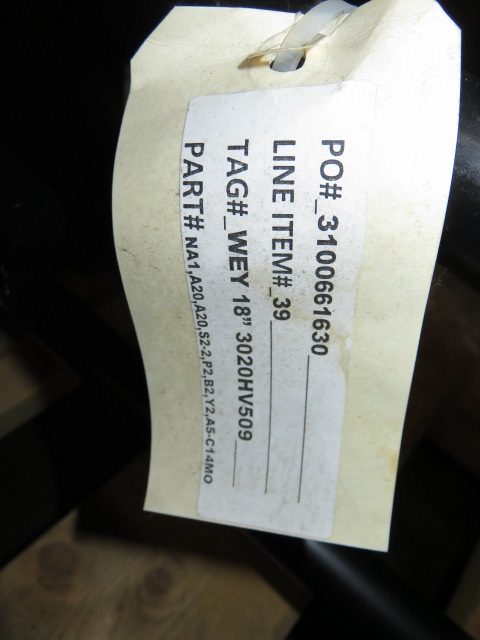 PO#_3100661630
LINE ITEM#_39
TAG#_WEY 18" 3020HV509
PART# NA1,A20,A20,S2-2,P2,B2,Y2,A5-C14MO